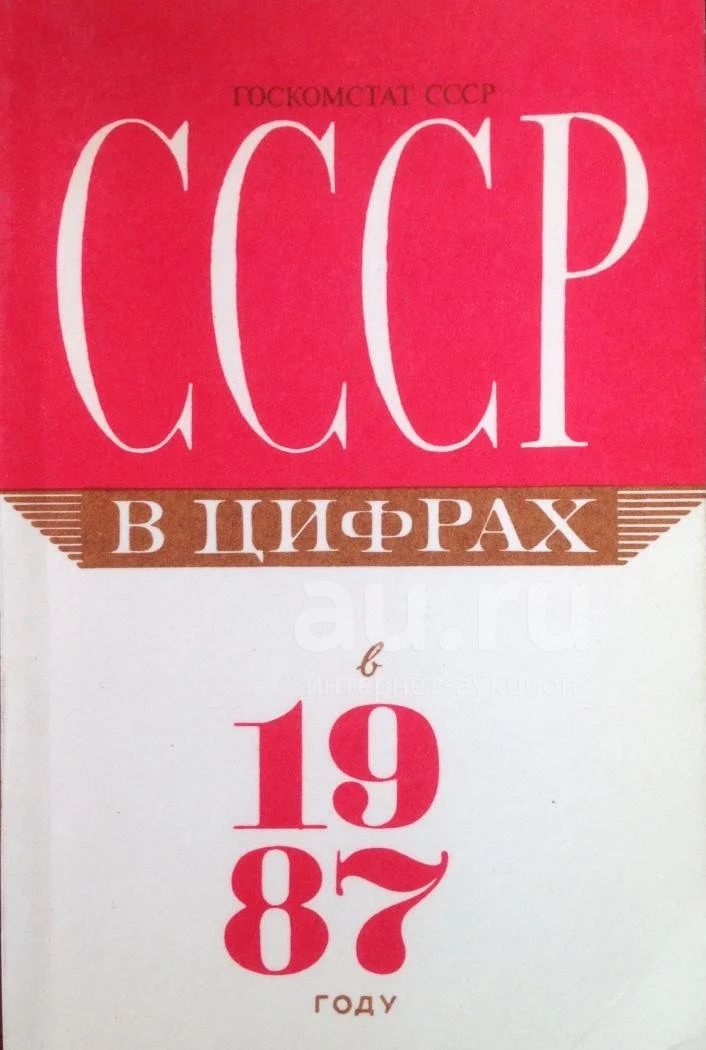 ГОСКОМСТАТ СССР
СССР
В ЦИФРАХ
au.ru
интернет-аукцион
в
19
87
ГОДУ